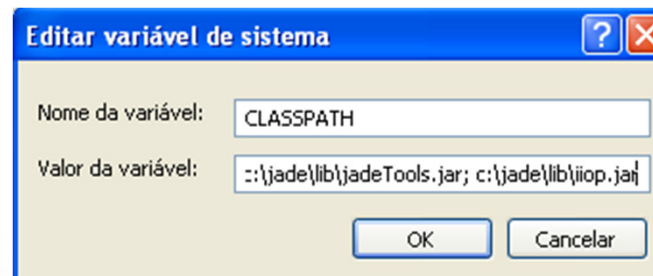 Editar variável de sistema
Nome da variável: CLASSPATH
Valor da variável: :\jade\lib\jadeTools.jar; c:\jade\lib\iiop.jar
OK Cancelar